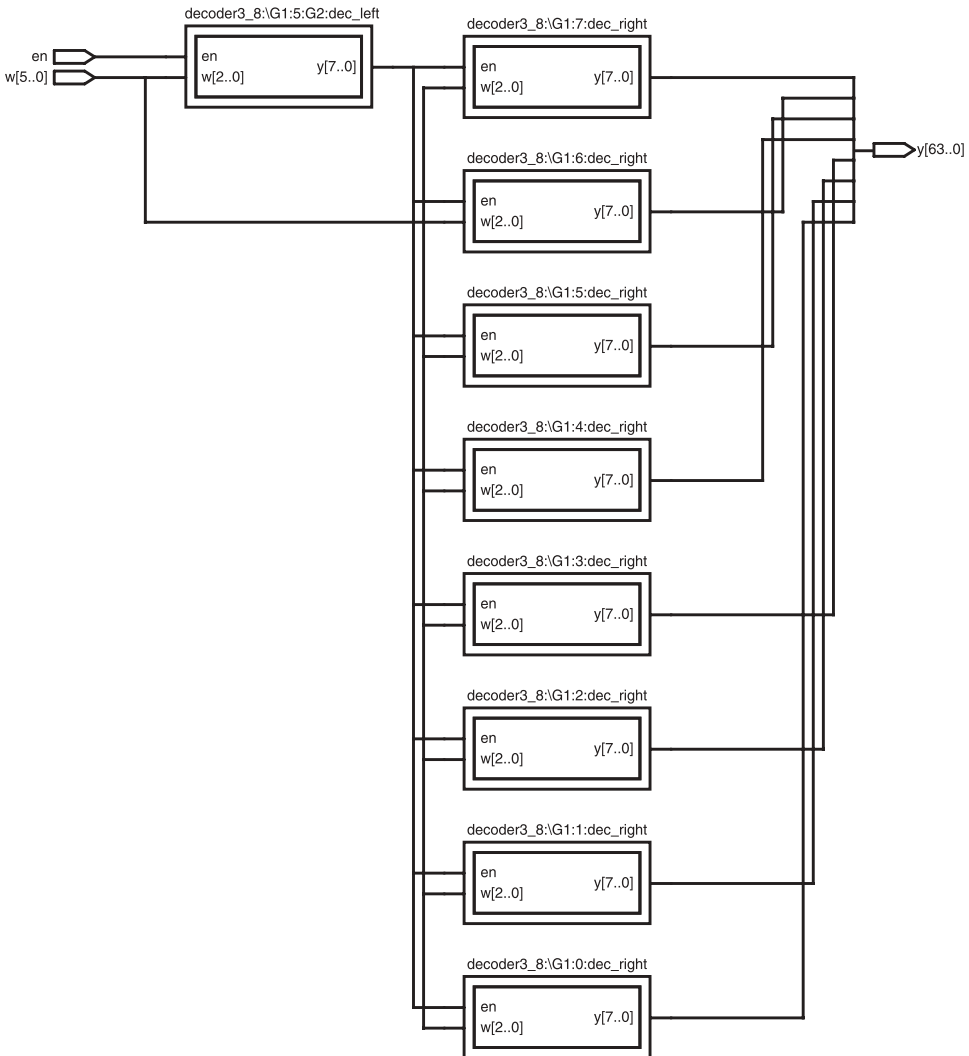 decoder3_8:\G1:5:G2:dec_left
en
w[5..0]
en
w[2..0]
y[7..0]
decoder3_8:\G1:7:dec_right
en
w[2..0]
y[7..0]
y[63..0]
decoder3_8:\G1:6:dec_right
en
w[2..0]
y[7..0]
decoder3_8:\G1:5:dec_right
en
w[2..0]
y[7..0]
decoder3_8:\G1:4:dec_right
en
w[2..0]
y[7..0]
decoder3_8:\G1:3:dec_right
en
w[2..0]
y[7..0]
decoder3_8:\G1:2:dec_right
en
w[2..0]
y[7..0]
decoder3_8:\G1:1:dec_right
en
w[2..0]
y[7..0]
decoder3_8:\G1:0:dec_right
en
w[2..0]
y[7..0]